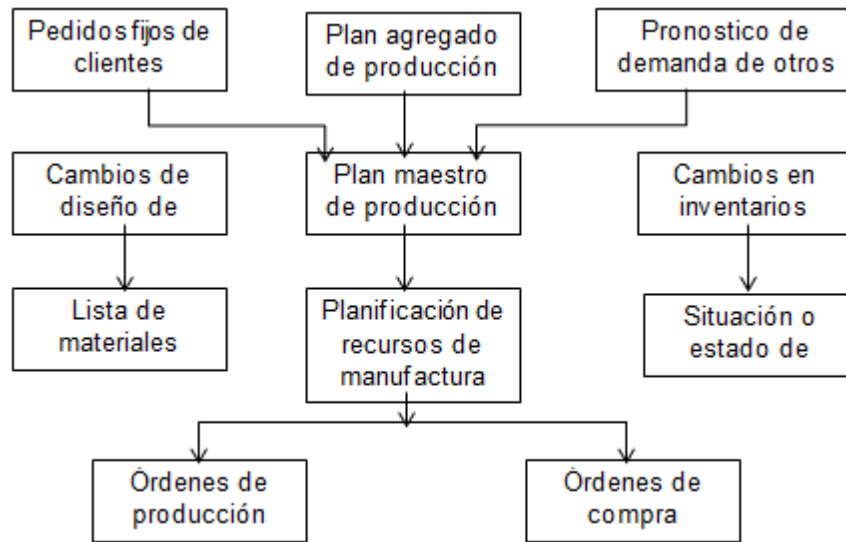 Pedidos fijos de
clientes
Plan agregado
de producción
Pronostico de
demanda de otros
Cambios de
diseño de
Plan maestro
de producción
Cambios en
inventarios
Lista de
materiales
Planificación de
recursos de
manufactura
Situación o
estado de
Órdenes de
producción
Órdenes de
compra